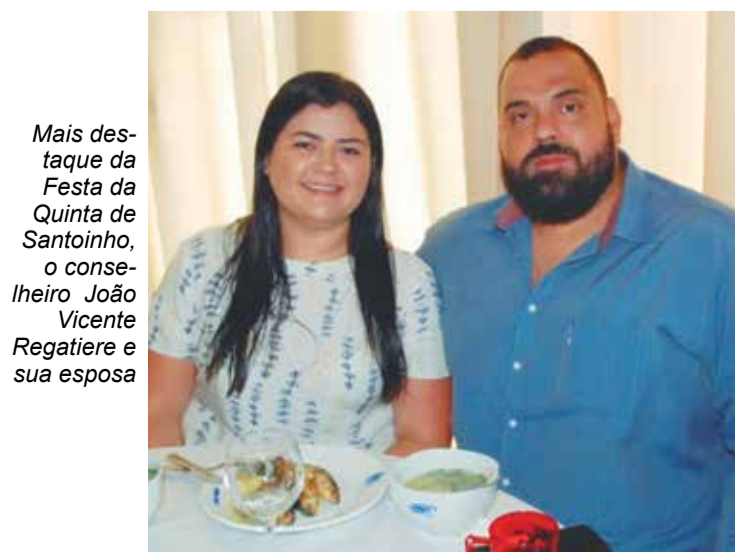 Mais des-
taque da
Festa da
Quinta de
Santoinho,
o conse-
lheiro João
Vicente
Regatiere e
sua esposa